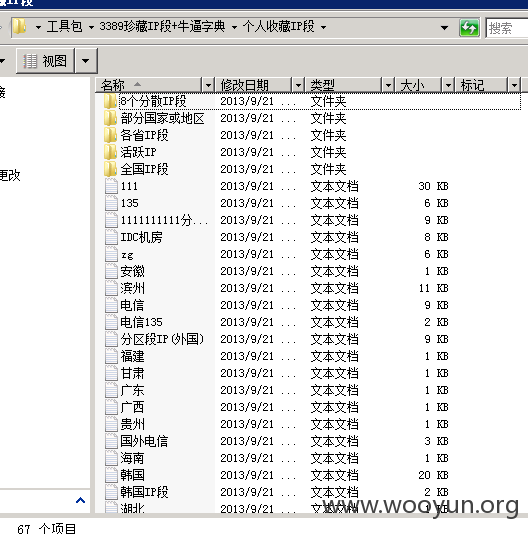 藏IP段
工具包 3389珍藏IP段+牛逼字典 个人收藏IP段 搜索
视图
接
名称 修改日期 类型 大小 标记
8个分散IP段 2013/9/21 ... 文件夹
部分国家或地区 2013/9/21 ... 文件夹
各省IP段 2013/9/21 ... 文件夹
活跃IP 2013/9/21 ... 文件夹
更改 全国IP段 2013/9/21 ... 文件夹
111 2013/9/21 ... 文本文档 30 KB
135 2013/9/21 ... 文本文档 6 KB
1111111111分... 2013/9/21 ... 文本文档 9 KB
IDC机房 2013/9/21 ... 文本文档 8 KB
zg 2013/9/21 ... 文本文档 6 KB
安徽 2013/9/21 ... 文本文档 1 KB
滨州 2013/9/21 ... 文本文档 11 KB
电信 2013/9/21 ... 文本文档 9 KB
电信135 2013/9/21 ... 文本文档 2 KB
分区段IP(外国) 2013/9/21 ... 文本文档 9 KB
福建 2013/9/21 ... 文本文档 1 KB
甘肃 2013/9/21 ... 文本文档 1 KB
广东 2013/9/21 ... 文本文档 1 KB
广西 2013/9/21 ... 文本文档 1 KB
贵州 2013/9/21 ... 文本文档 1 KB
国外电信 2013/9/21 ... 文本文档 3 KB
海南 2013/9/21 ... 文本文档 1 KB
韩国 2013/9/21 ... 文本文档 20 KB
韩国IP段 2013/9/21 ... 文本文档 2 KB
湖北 2013/9/21 ... 文本文档 1 KB
www.wooyun.org
67 个项目